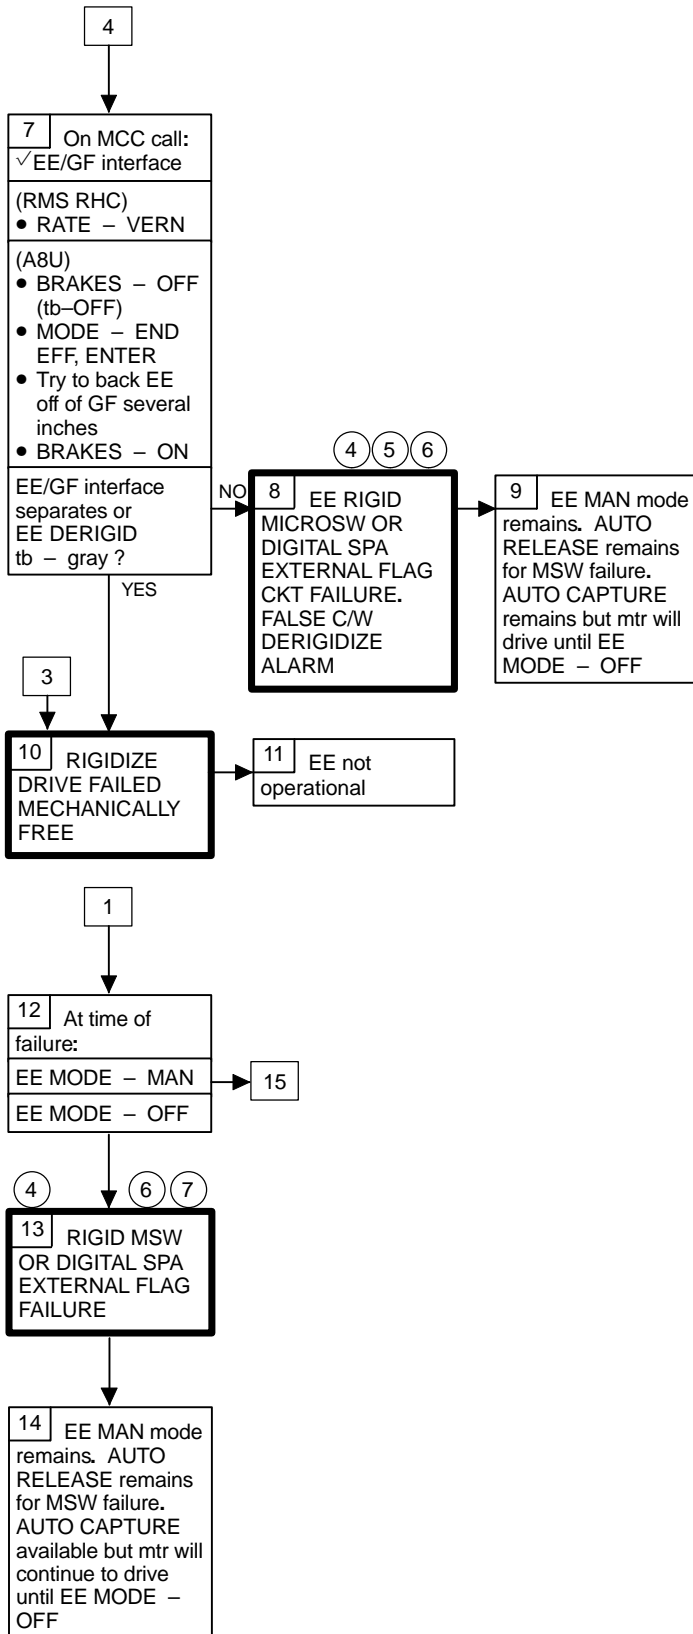 4
7 On MCC call:
√EE/GF interface
(RMS RHC)
• RATE – VERN
(A8U)
• BRAKES – OFF
(tb–OFF)
• MODE – END
EFF, ENTER
• Try to back EE
off of GF several
inches
• BRAKES – ON
EE/GF interface
separates or
EE DERIGID
tb – gray ?
NO
YES
4 5 6
8 EE RIGID
MICROSW OR
DIGITAL SPA
EXTERNAL FLAG
CKT FAILURE.
FALSE C/W
DERIGIDIZE
ALARM
9 EE MAN mode
remains. AUTO
RELEASE remains
for MSW failure.
AUTO CAPTURE
remains but mtr will
drive until EE
MODE – OFF
3
10 RIGIDIZE
DRIVE FAILED
MECHANICALLY
FREE
11 EE not
operational
1
12 At time of
failure:
EE MODE – MAN
15
EE MODE – OFF
4 6 7
13 RIGID MSW
OR DIGITAL SPA
EXTERNAL FLAG
FAILURE
14 EE MAN mode
remains. AUTO
RELEASE remains
for MSW failure.
AUTO CAPTURE
available but mtr will
continue to drive
until EE MODE –
OFF